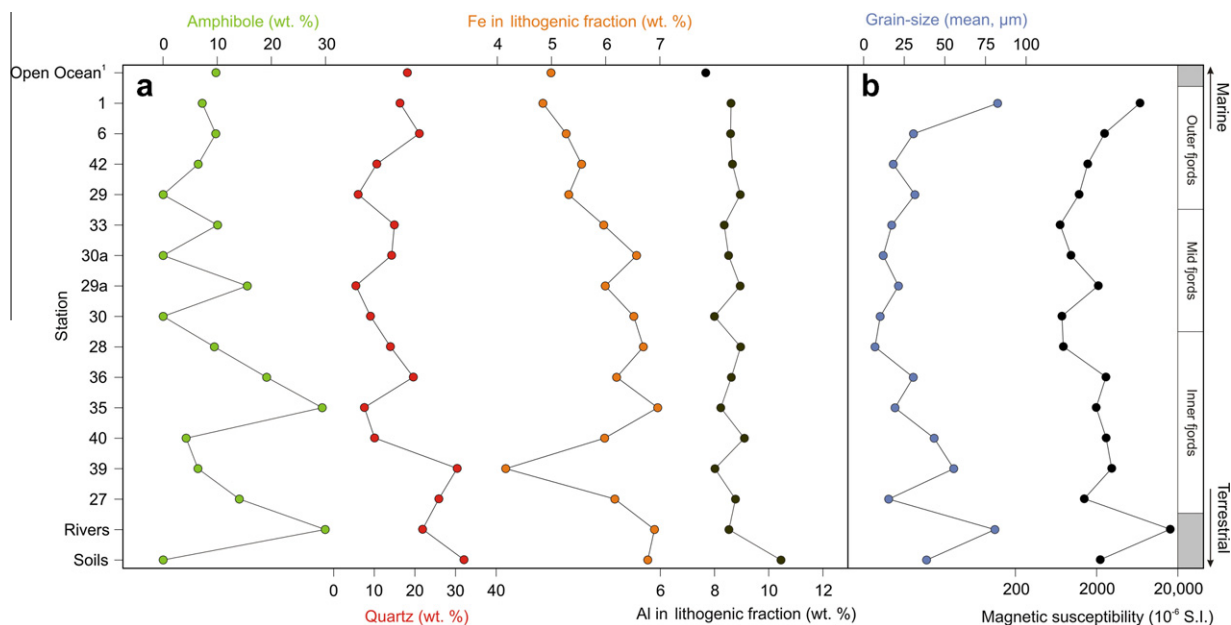 Amphibole (wt. %) Fe in lithogenic fraction (wt. %) Grain-size (mean, µm)
0 10 20 30 4 5 6 7 0 25 50 75 100
a b
Open Ocean¹
1
6
42
29
33
30a
29a
30
28
36
35
40
39
27
Rivers
Soils
Station
Marine
Outer fjords
Mid fjords
Inner fjords
Terrestrial
0 10 20 30 40 6 8 10 12 200 2000 20,000
Quartz (wt. %) Al in lithogenic fraction (wt. %) Magnetic susceptibility (10⁻⁶ S.I.)